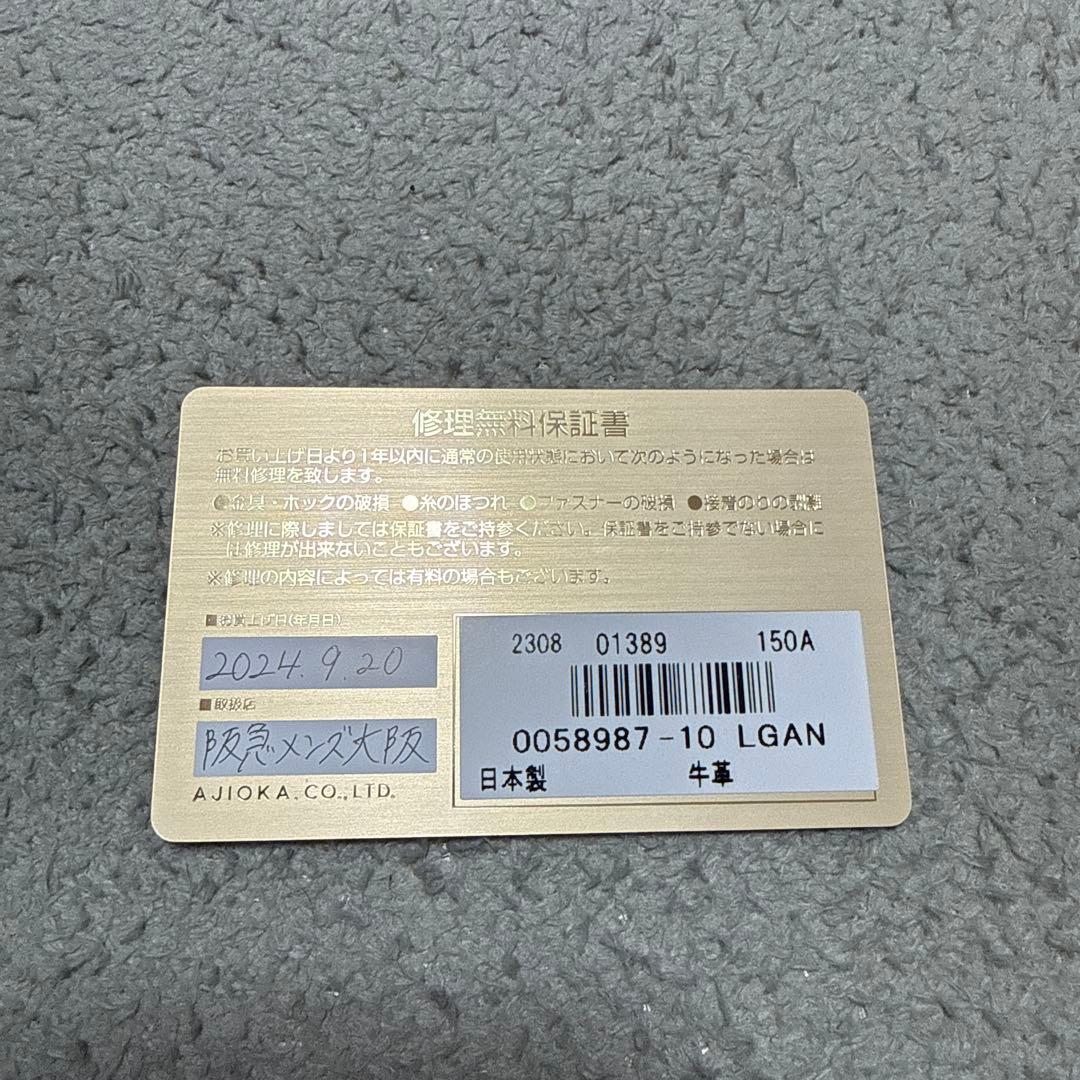 修理無料保証書
お買い上げ日より1年以内に通常の使用状態において次のようになった場合は
無料修理を致します。
●金具・ホックの破損 ●糸のほつれ ●ファスナーの破損 ●接着のりの剥離
※修理に際しましては保証書をご持参ください。保証書をご持参でない場合に
は修理が出来ないこともございます。
※修理の内容によっては有料の場合もございます。
■お買上げ日(年月日)
2024.9.20
■取扱店
阪急メンズ大阪
AJIOKA.CO.,LTD.
2308 01389 150A
0058987-10 LGAN
日本製 牛革